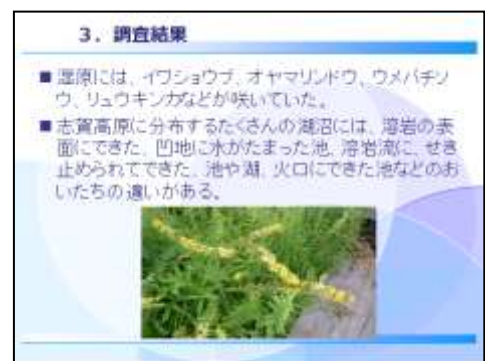 3．調査結果
■ 湿原には、イワショウブ、オヤマリンドウ、ウメバチソ
ウ、リュウキンカなどが咲いていた。
■ 志賀高原に分布するたくさんの湖沼には、溶岩の表
面にできた、凹地に水がたまった池、溶岩流に、せき
止められてできた、池や湖、火口にできた池などのお
いたちの違いがある。